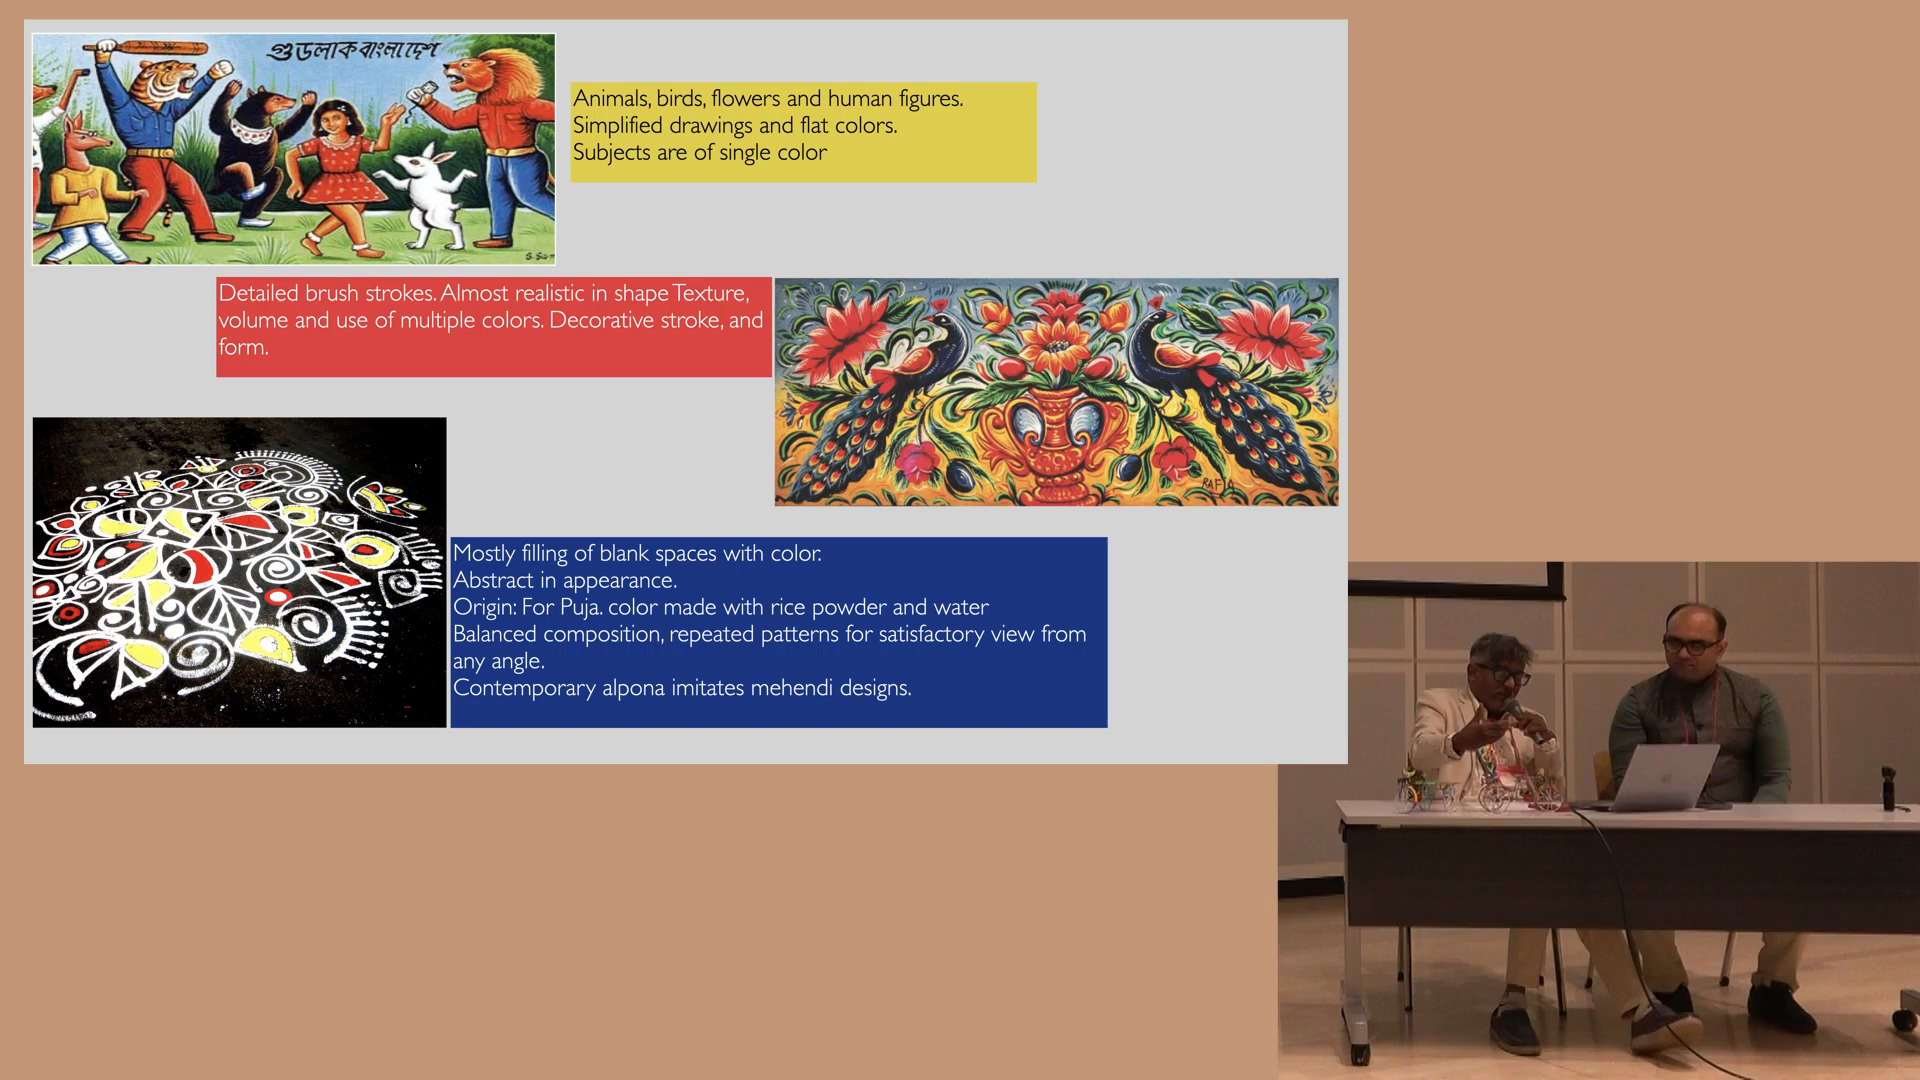 গুডলাক বাংলাদেশ
Animals, birds, flowers and human figures.
Simplified drawings and flat colors.
Subjects are of single color
Detailed brush strokes. Almost realistic in shape Texture,
volume and use of multiple colors. Decorative stroke, and
form.
Mostly filling of blank spaces with color.
Abstract in appearance.
Origin: For Puja. color made with rice powder and water
Balanced composition, repeated patterns for satisfactory view from
any angle.
Contemporary alpona imitates mehendi designs.